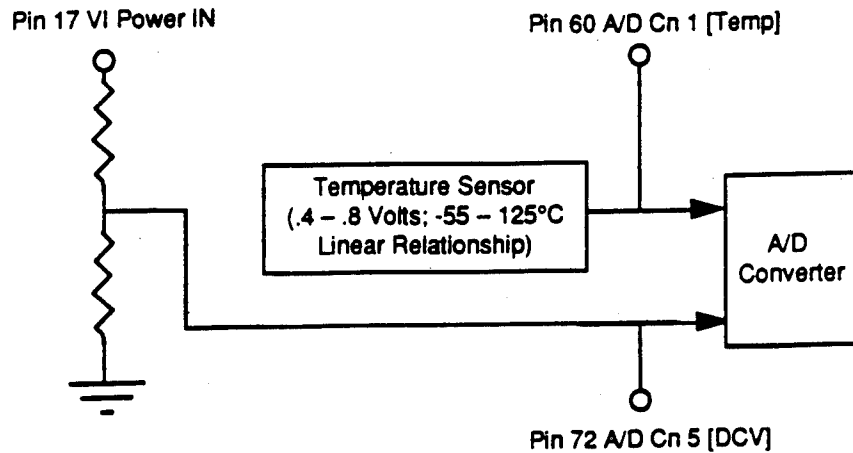 Pin 17 VI Power IN
Pin 60 A/D Cn 1 [Temp]
Temperature Sensor
(.4 – .8 Volts; -55 – 125°C
Linear Relationship)
A/D
Converter
Pin 72 A/D Cn 5 [DCV]